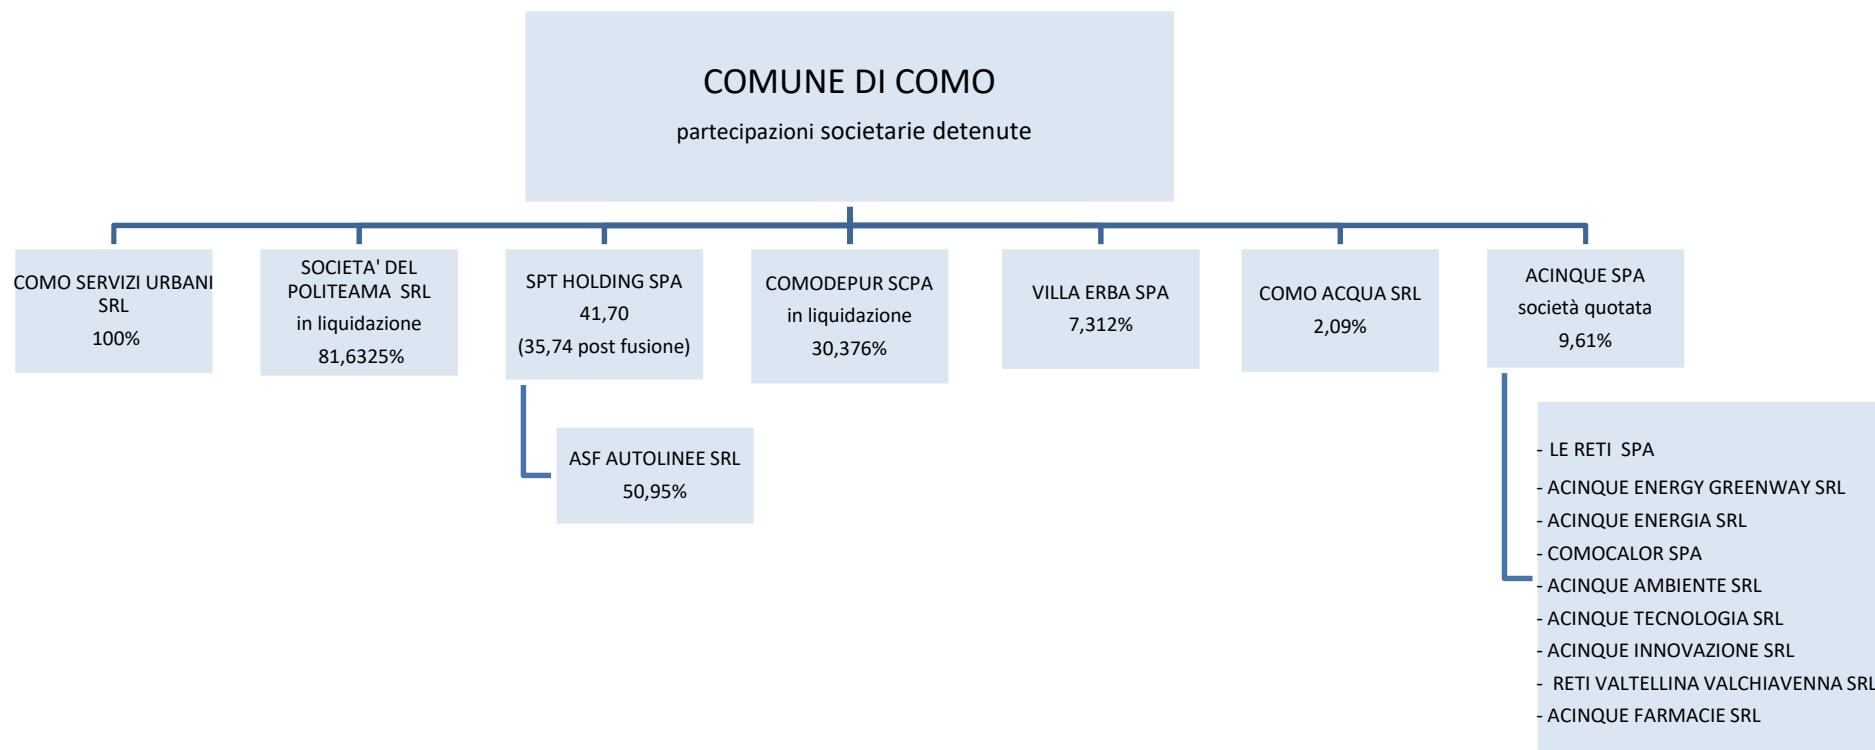 COMUNE DI COMO
partecipazioni societarie detenute
COMO SERVIZI URBANI
SRL
100%
SOCIETA' DEL
POLITEAMA SRL
in liquidazione
81,6325%
SPT HOLDING SPA
41,70
(35,74 post fusione)
COMODEPUR SCPA
in liquidazione
30,376%
VILLA ERBA SPA
7,312%
COMO ACQUA SRL
2,09%
ACINQUE SPA
società quotata
9,61%
ASF AUTOLINEE SRL
50,95%
- LE RETI SPA
- ACINQUE ENERGY GREENWAY SRL
- ACINQUE ENERGIA SRL
- COMOCALOR SPA
- ACINQUE AMBIENTE SRL
- ACINQUE TECNOLOGIA SRL
- ACINQUE INNOVAZIONE SRL
- RETI VALTELLINA VALCHIAVENNA SRL
- ACINQUE FARMACIE SRL